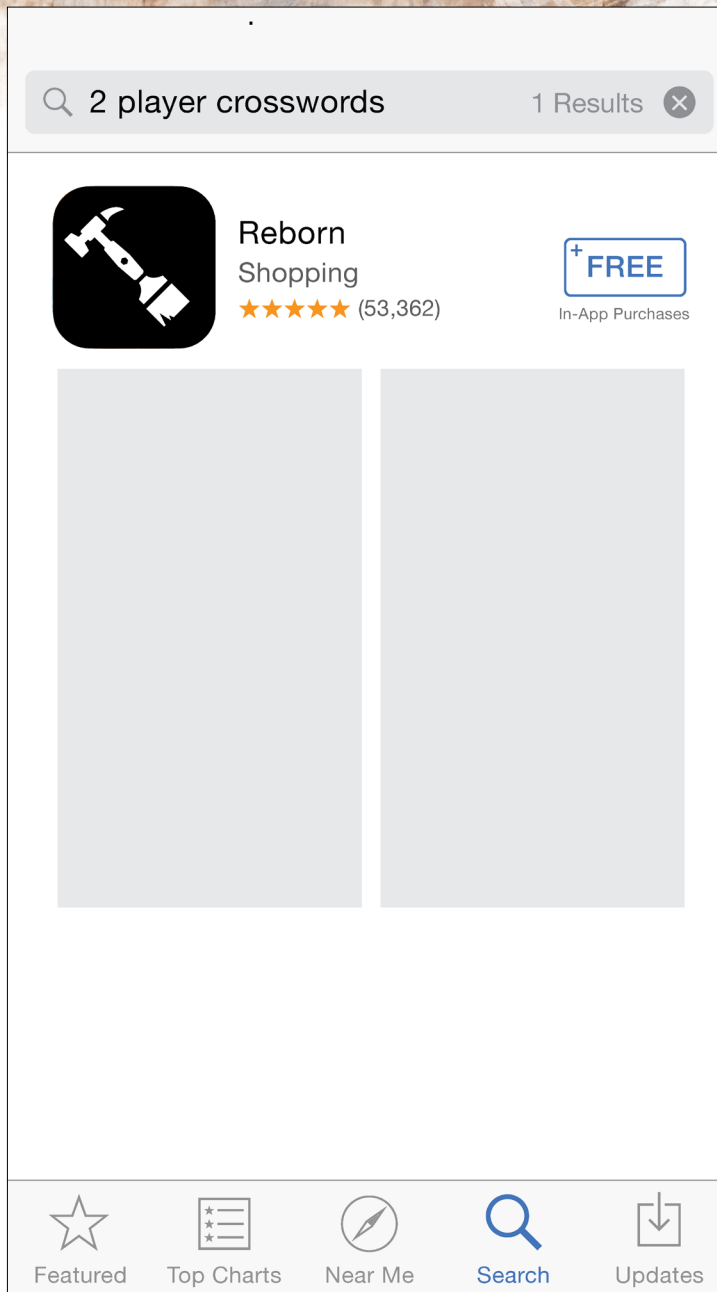 2 player crosswords 1 Results
Reborn
Shopping
(53,362)
+ FREE
In-App Purchases
Featured Top Charts Near Me Search Updates